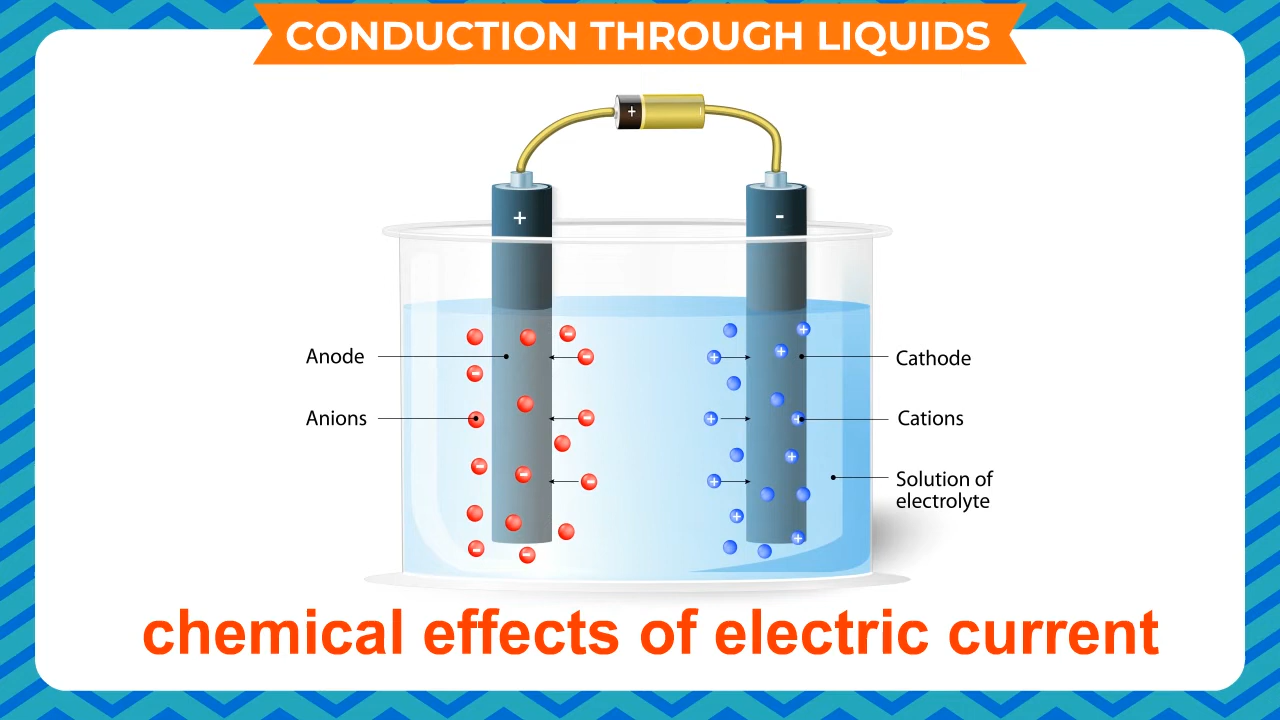 CONDUCTION THROUGH LIQUIDS
+
+
-
Anode
Cathode
Anions
Cations
Solution of
electrolyte
chemical effects of electric current